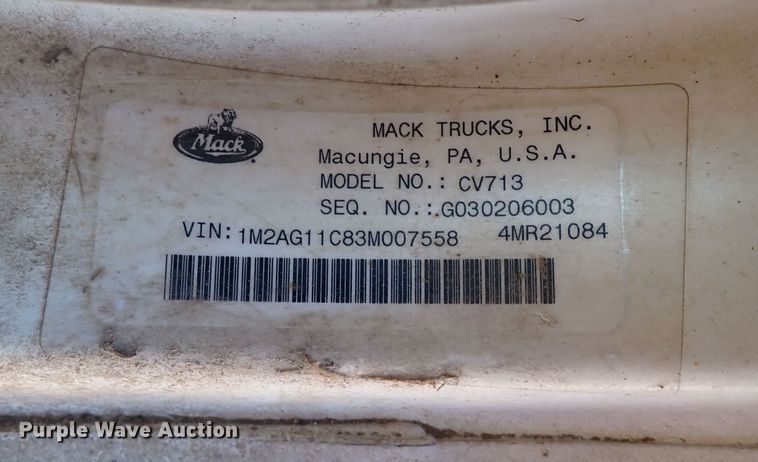 Mack
MACK TRUCKS, INC.
Macungie, PA, U.S.A.
MODEL NO.: CV713
SEQ. NO.:.G030206003
VIN: 1M2AG11C83M007558 4MR21084
Purple Wave Auction